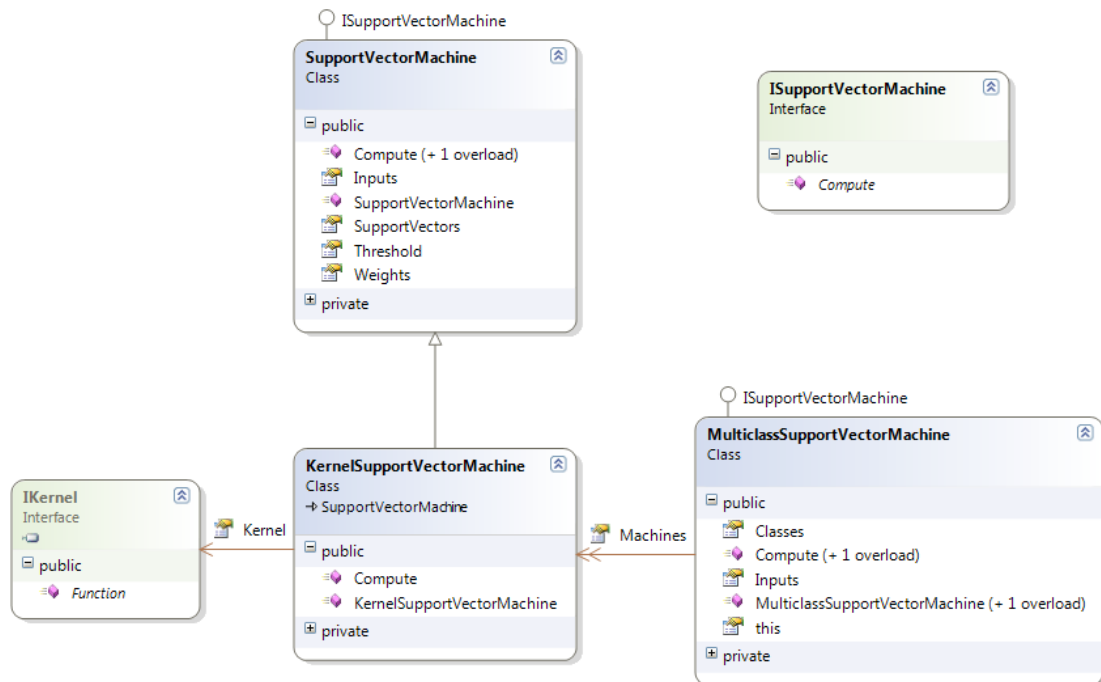 ISupportVectorMachine
SupportVectorMachine
Class
public
Compute (+ 1 overload)
Inputs
SupportVectorMachine
SupportVectors
Threshold
Weights
private
ISupportVectorMachine
Interface
public
Compute
IKernel
Interface
public
Function
Kernel
KernelSupportVectorMachine
Class
SupportVectorMachine
public
Compute
KernelSupportVectorMachine
private
Machines
ISupportVectorMachine
MulticlassSupportVectorMachine
Class
public
Classes
Compute (+ 1 overload)
Inputs
MulticlassSupportVectorMachine (+ 1 overload)
this
private